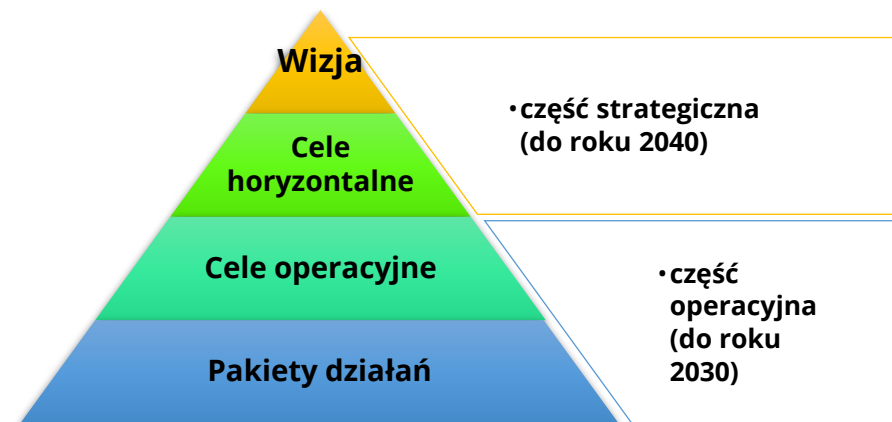 Wizja
Cele
horyzontalne
Cele operacyjne
Pakiety działań
•część strategiczna
(do roku 2040)
•część
operacyjna
(do roku
2030)